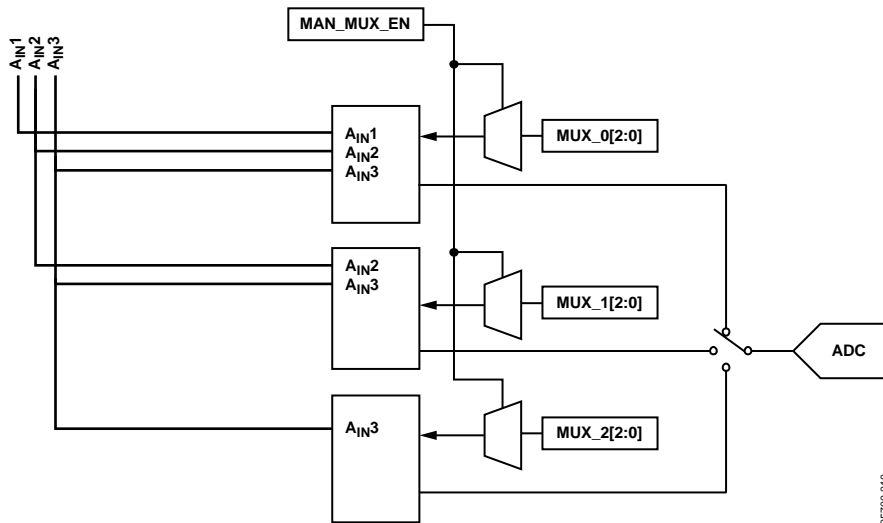 MAN_MUX_EN
AIN1
AIN2
AIN3
AIN1
AIN2
AIN3
MUX_0[2:0]
AIN2
AIN3
MUX_1[2:0]
ADC
AIN3
MUX_2[2:0]